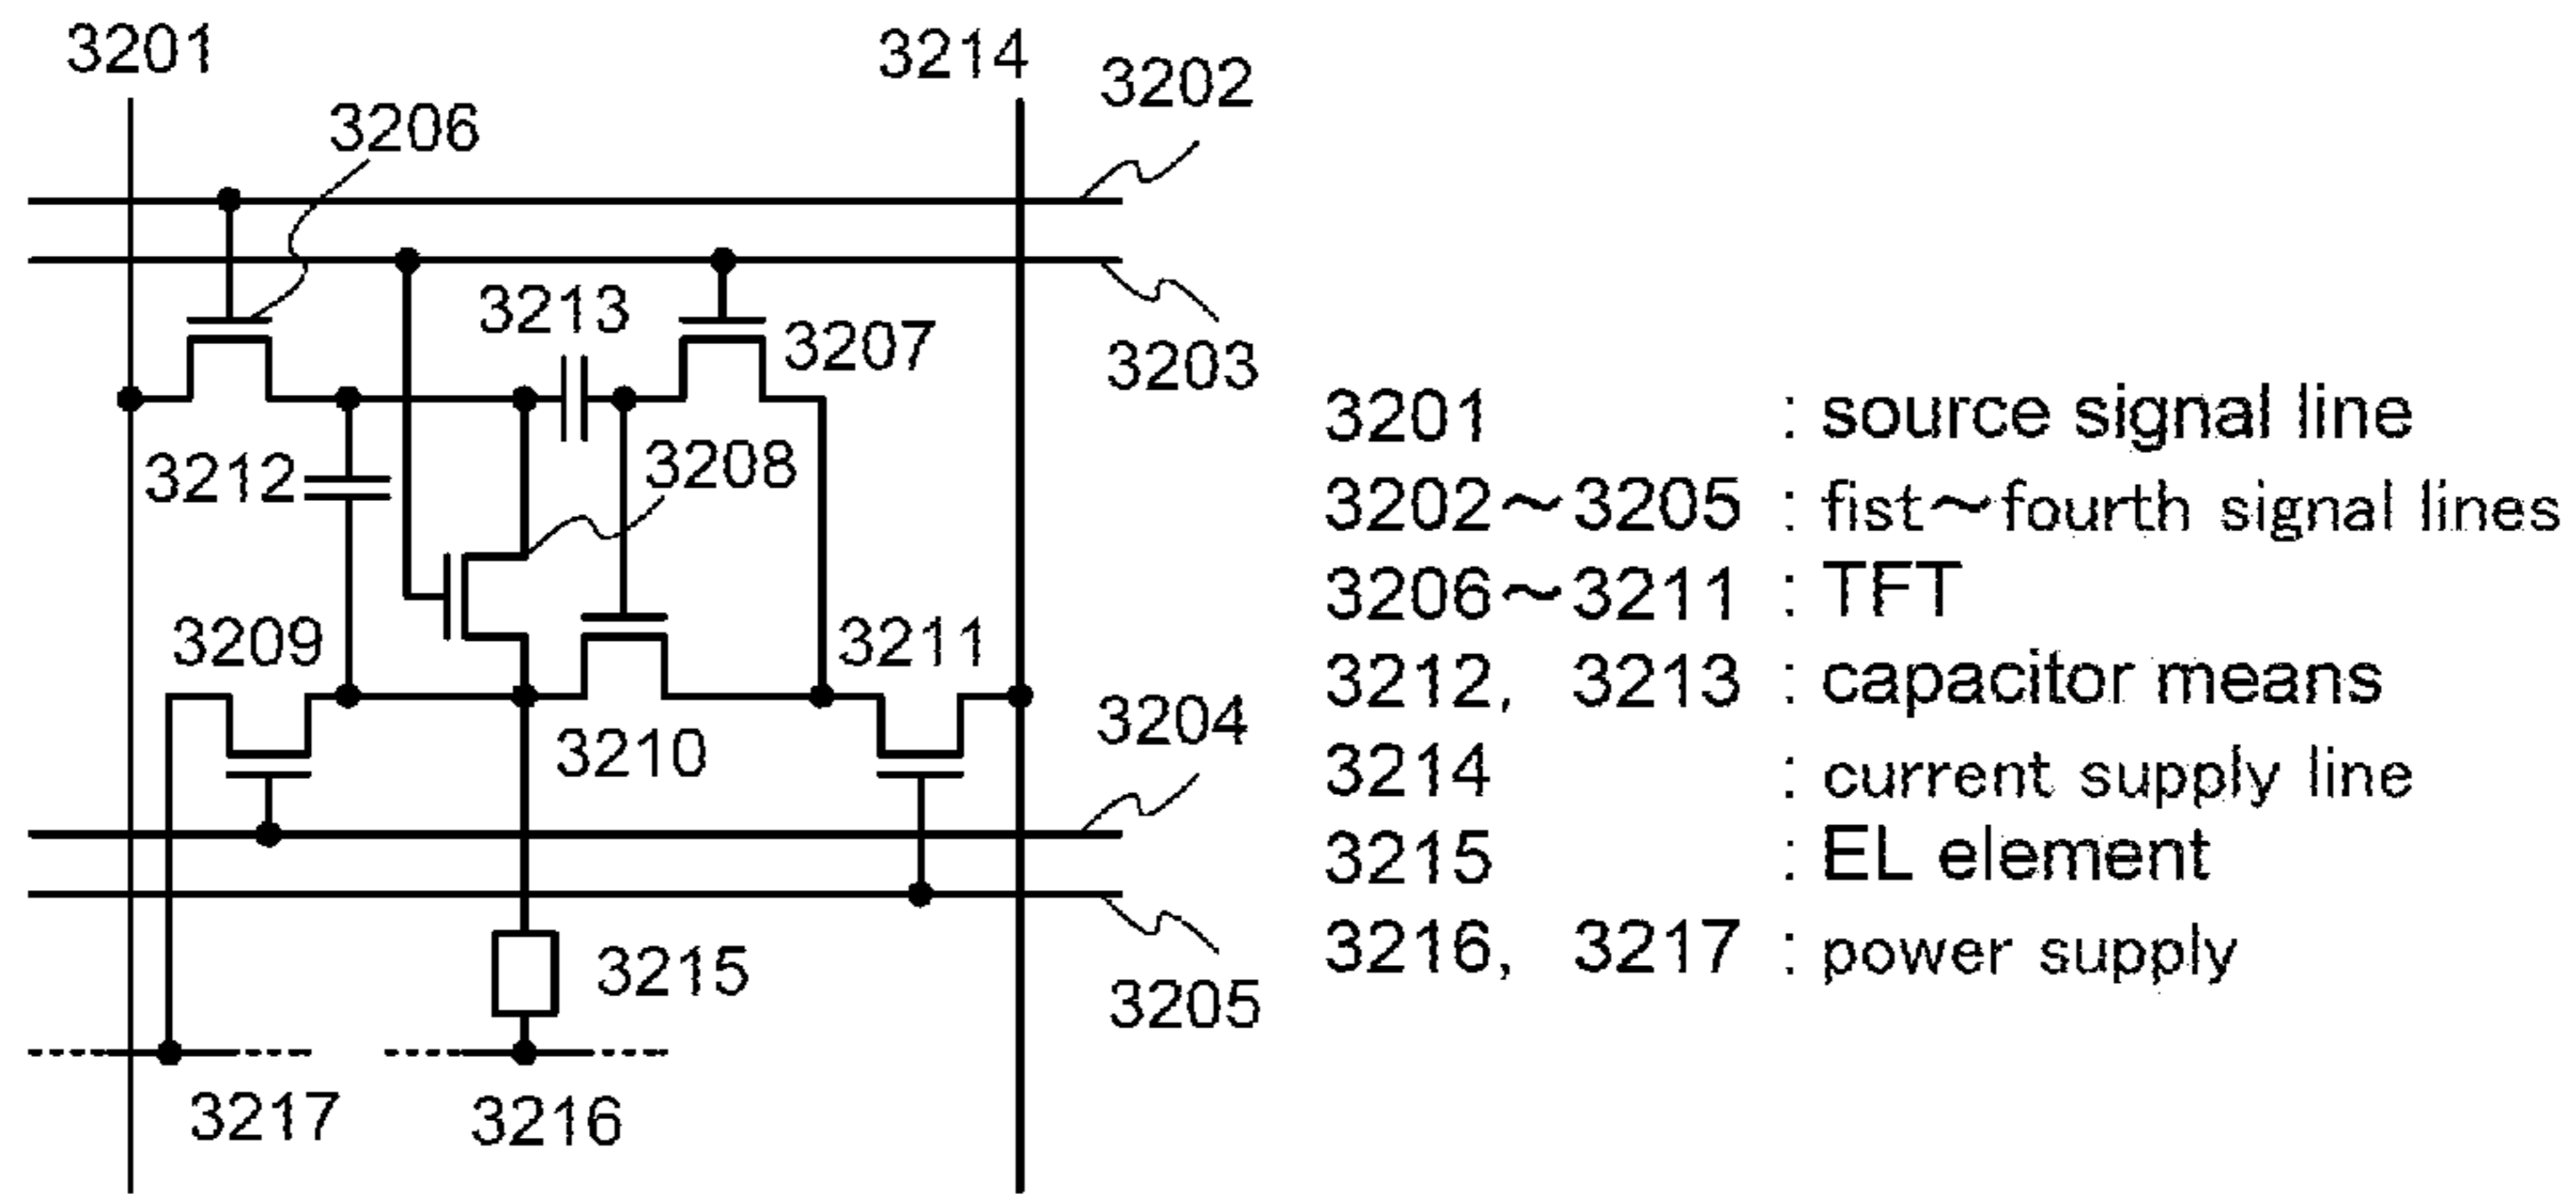 3201
3214
3202
3206
3213
3207
3203
3212
3208
3209
3211
3204
3210
3215
3205
3217
3216
3201 : source signal line
3202～3205 : fist～fourth signal lines
3206～3211 : TFT
3212, 3213 : capacitor means
3214 : current supply line
3215 : EL element
3216, 3217 : power supply